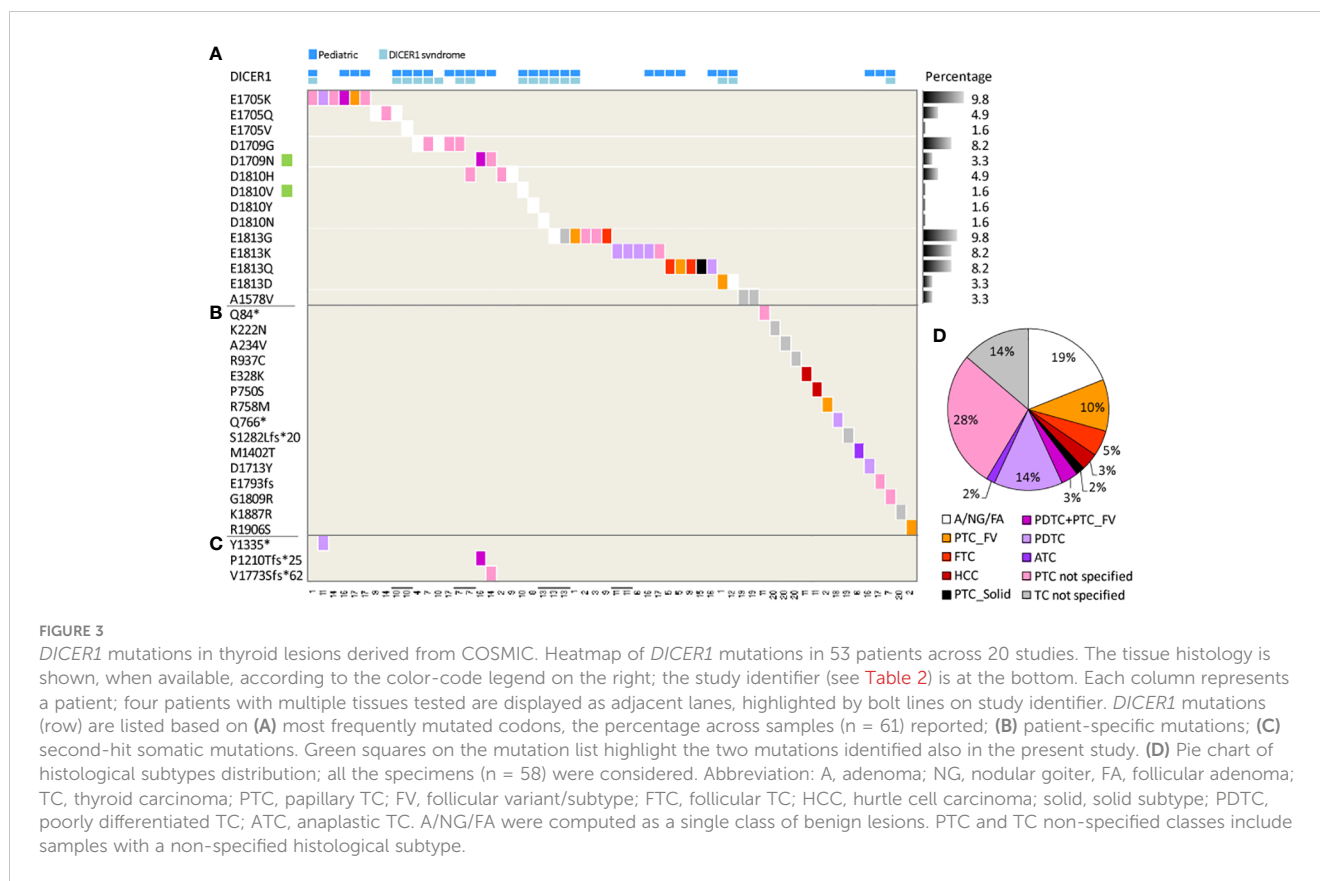 A
Pediatric DICER1 syndrome
DICER1 Percentage
E1705K 9.8
E1705Q 4.9
E1705V 1.6
D1709G 8.2
D1709N 3.3
D1810H 4.9
D1810V 1.6
D1810Y 1.6
D1810N 1.6
E1813G 9.8
E1813K 8.2
E1813Q 8.2
E1813D 3.3
A1578V 3.3
B
Q84*
K222N
A234V
R937C
E328K
P750S
R758M
Q766*
S1282Lfs*20
M1402T
D1713Y
E1793fs
G1809R
K1887R
R1906S
C
Y1335*
P1210Tfs*25
V1773Sfs*62
D
14% 19%
10%
28%
5%
3%
2%
14%
3%
2%
A/NG/FA PDTC+PTC_FV
PTC_FV PDTC
FTC ATC
HCC PTC not specified
PTC_Solid TC not specified
FIGURE 3
DICER1 mutations in thyroid lesions derived from COSMIC. Heatmap of DICER1 mutations in 53 patients across 20 studies. The tissue histology is
shown, when available, according to the color-code legend on the right; the study identifier (see Table 2) is at the bottom. Each column represents
a patient; four patients with multiple tissues tested are displayed as adjacent lanes, highlighted by bolt lines on study identifier. DICER1 mutations
(row) are listed based on (A) most frequently mutated codons, the percentage across samples (n = 61) reported; (B) patient-specific mutations; (C)
second-hit somatic mutations. Green squares on the mutation list highlight the two mutations identified also in the present study. (D) Pie chart of
histological subtypes distribution; all the specimens (n = 58) were considered. Abbreviation: A, adenoma; NG, nodular goiter, FA, follicular adenoma;
TC, thyroid carcinoma; PTC, papillary TC; FV, follicular variant/subtype; FTC, follicular TC; HCC, hurtle cell carcinoma; solid, solid subtype; PDTC,
poorly differentiated TC; ATC, anaplastic TC. A/NG/FA were computed as a single class of benign lesions. PTC and TC non-specified classes include
samples with a non-specified histological subtype.